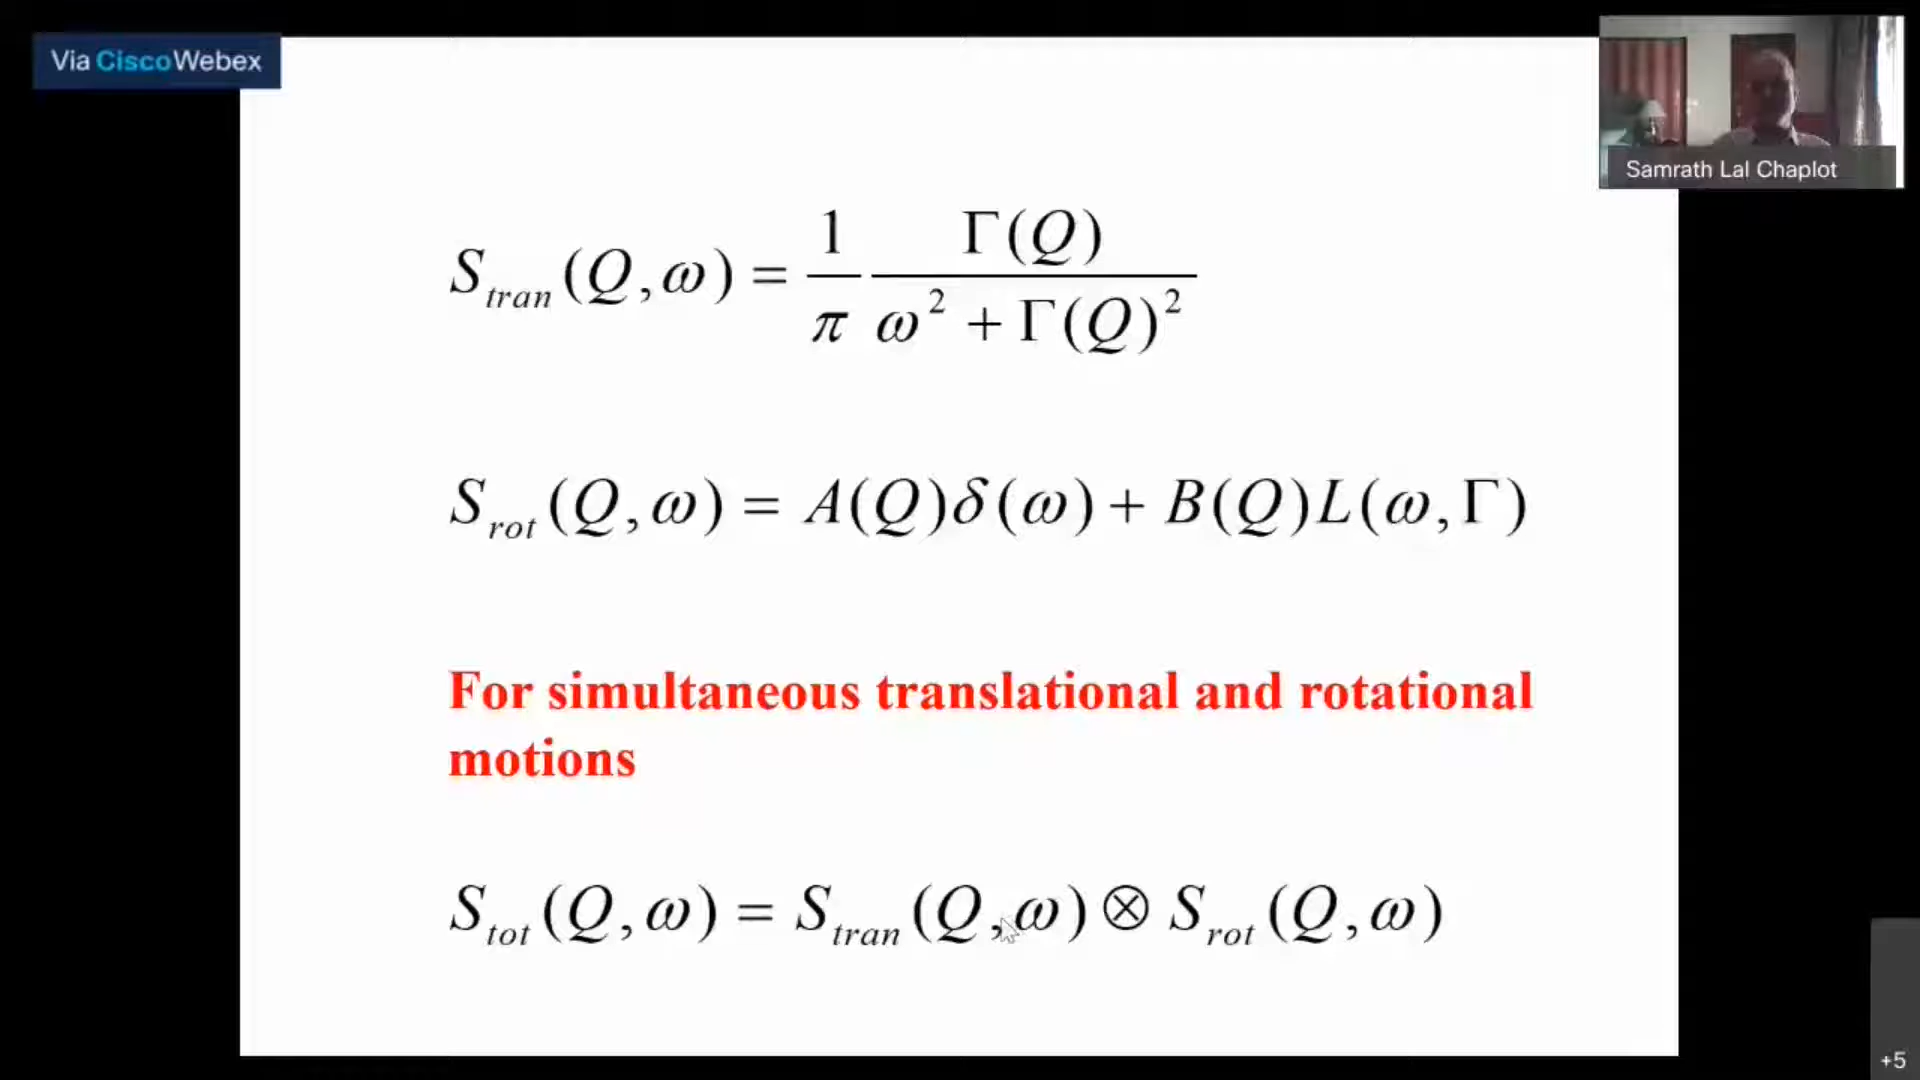 Via CiscoWebex
Samrath Lal Chaplot
S_tran(Q,ω) = 1/π Γ(Q)/(ω² + Γ(Q)²)
S_rot(Q,ω) = A(Q)δ(ω) + B(Q)L(ω,Γ)
For simultaneous translational and rotational
motions
S_tot(Q,ω) = S_tran(Q,ω) ⊗ S_rot(Q,ω)
+5